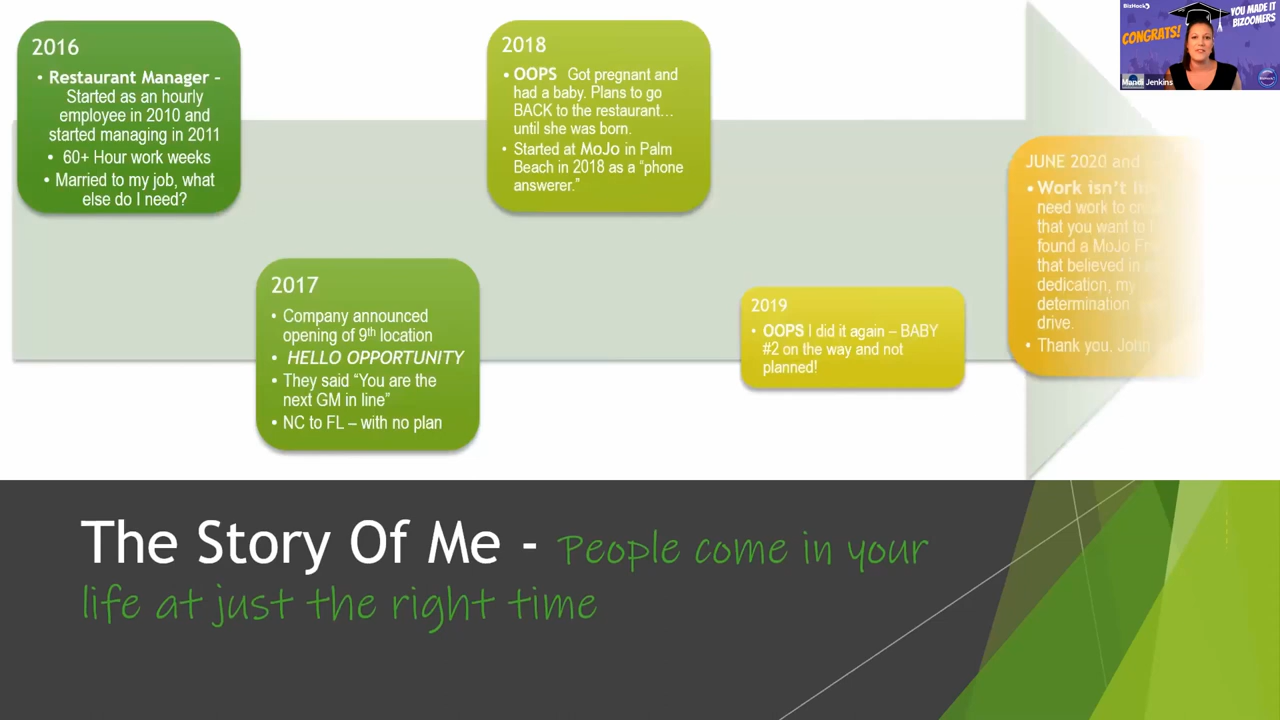 2016
• Restaurant Manager –
Started as an hourly
employee in 2010 and
started managing in 2011
• 60+ Hour work weeks
• Married to my job, what
else do I need?
2017
• Company announced
opening of 9th location
• HELLO OPPORTUNITY
• They said “You are the
next GM in line”
• NC to FL – with no plan
2018
• OOPS Got pregnant and
had a baby. Plans to go
BACK to the restaurant…
until she was born.
• Started at MoJo in Palm
Beach in 2018 as a “phone
answerer.”
2019
• OOPS I did it again – BABY
#2 on the way and not
planned!
JUNE 2020 and
• Work isn’t
need work to
that you want to
found a MoJo
that believed in
dedication, my
determination
drive.
• Thank you, John
BizHack
CONGRATS!
YOU MADE IT
BIZOOMERS
Mandi Jenkins
The Story Of Me - People come in your
life at just the right time